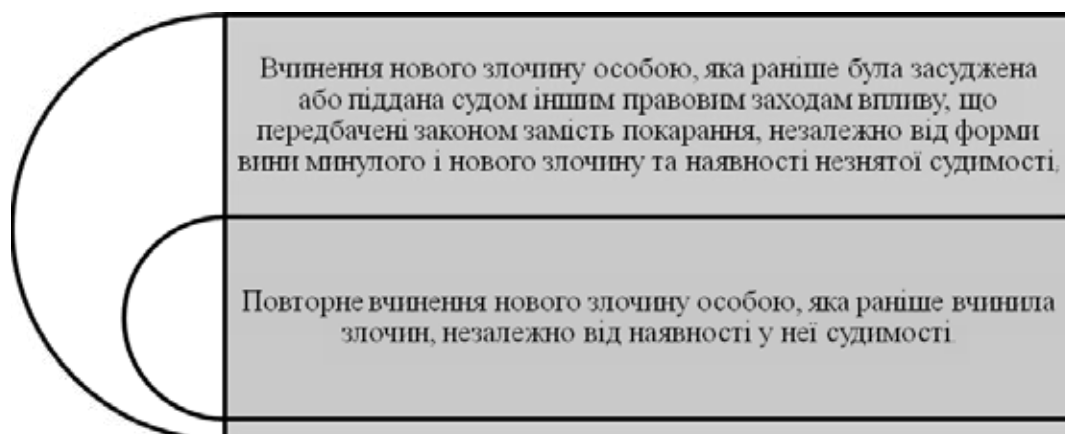 Вчинення нового злочину особою, яка раніше була засуджена
або піддана судом іншим правовим заходам впливу, що
передбачені законом замість покарання, незалежно від форми
вини минулого і нового злочину та наявності незнятої судимості,
Повторне вчинення нового злочину особою, яка раніше вчинила
злочин, незалежно від наявності у неї судимості.